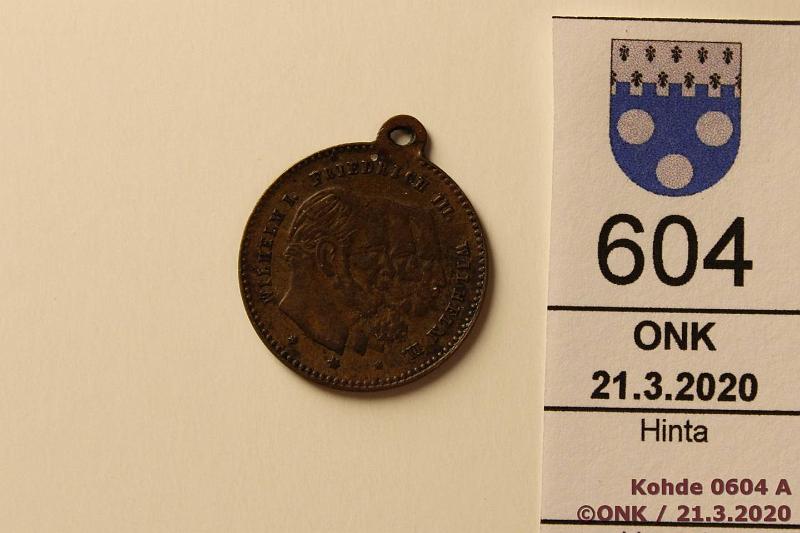 WILHELM I. FRIEDRICH III. WILHELM II.
604
ONK
21.3.2020
Hinta
Kohde 0604 A
©ONK / 21.3.2020